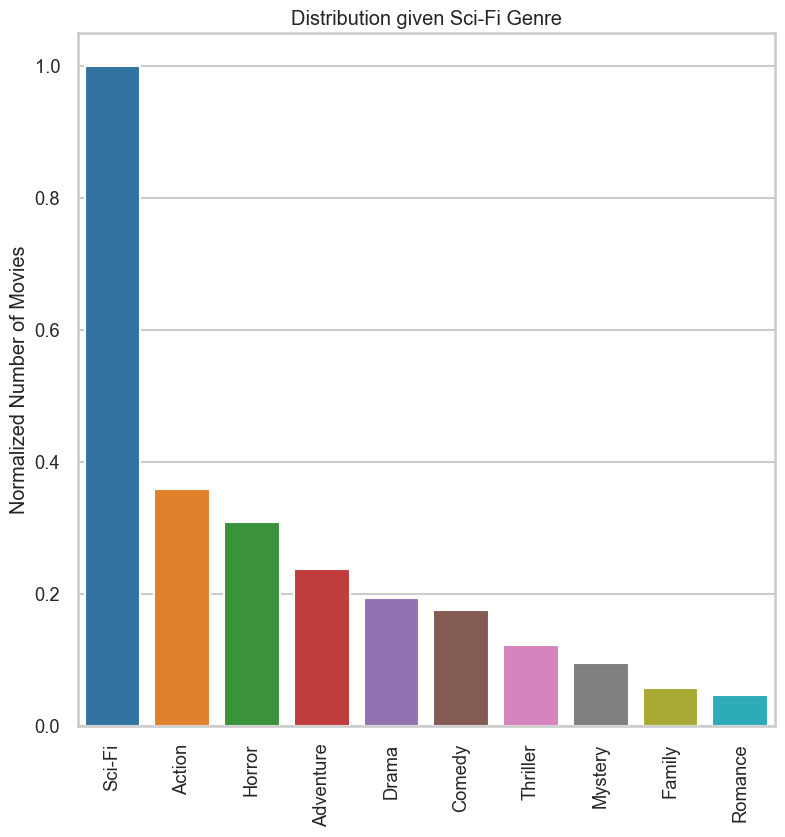 Distribution given Sci-Fi Genre
Normalized Number of Movies
1.0
0.8
0.6
0.4
0.2
0.0
Sci-Fi
Action
Horror
Adventure
Drama
Comedy
Thriller
Mystery
Family
Romance